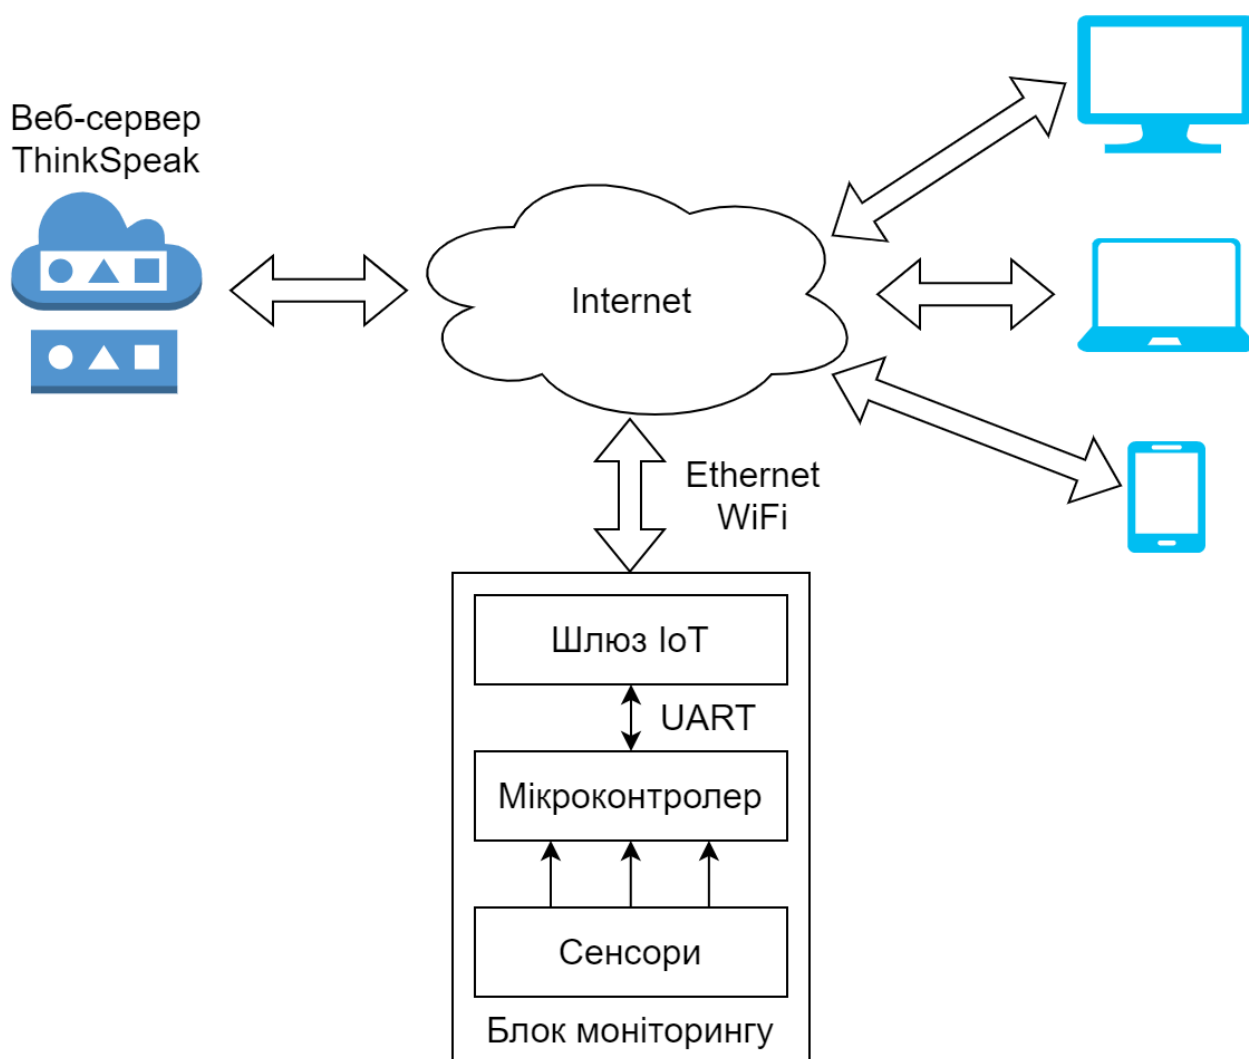 Веб-сервер
ThinkSpeak
Internet
Ethernet
WiFi
Шлюз IoT
UART
Мікроконтролер
Сенсори
Блок моніторингу